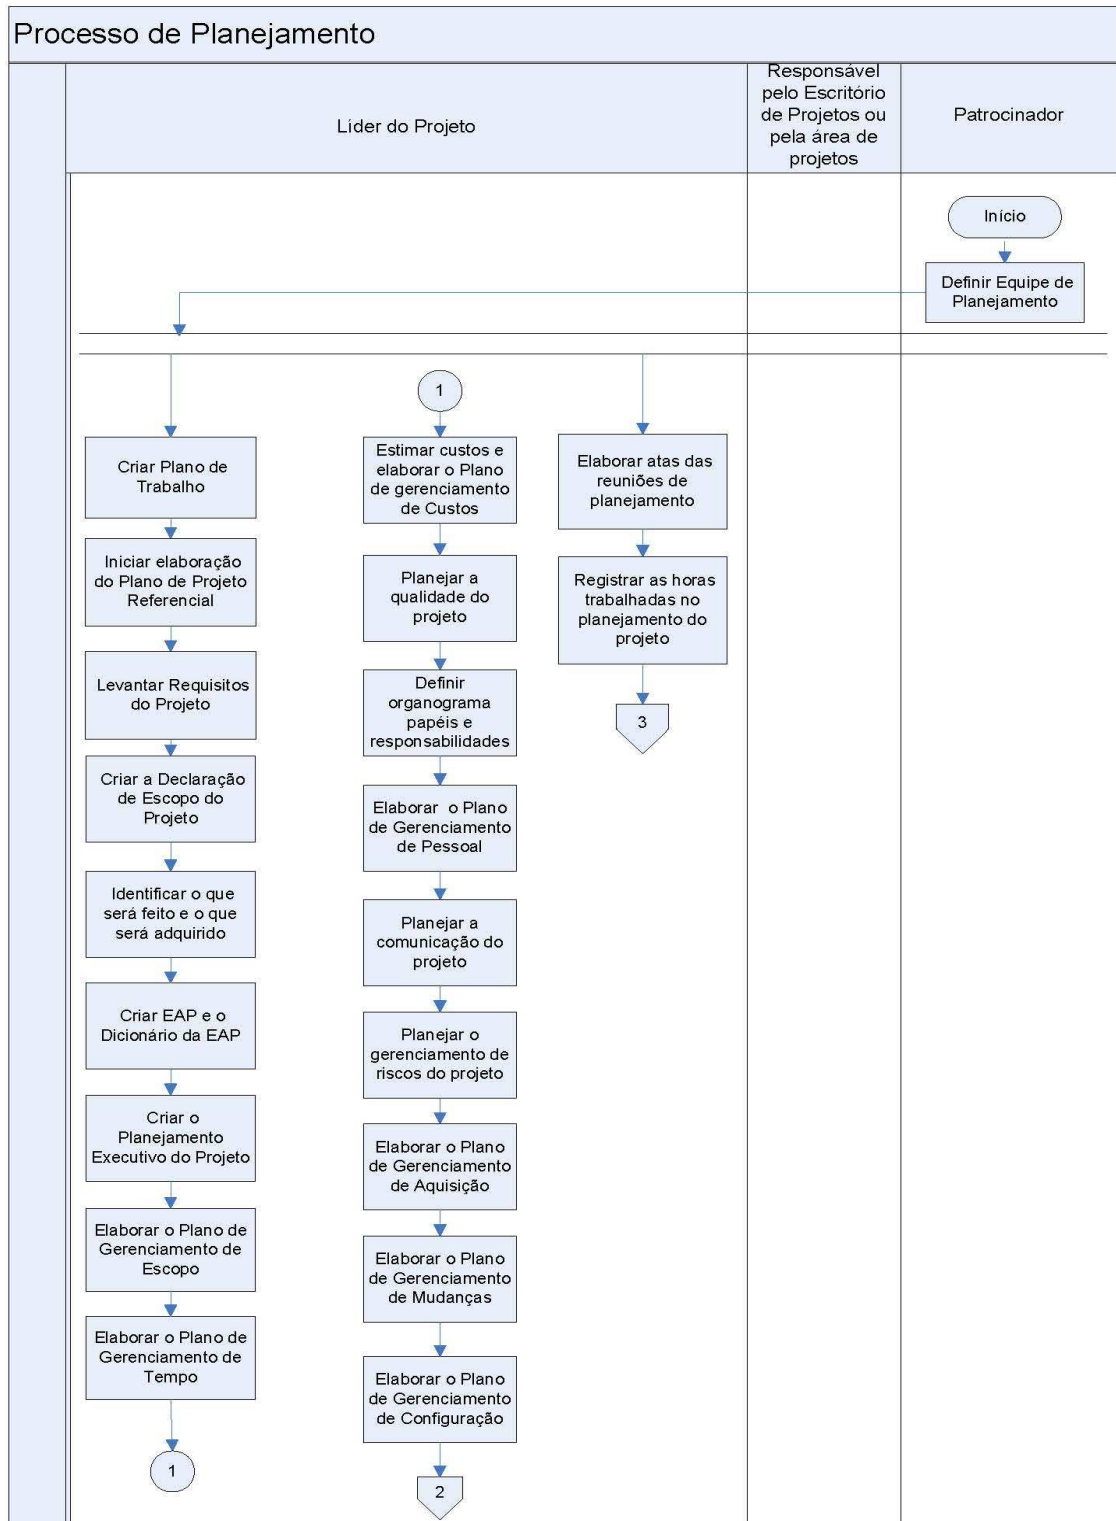 Processo de Planejamento
Líder do Projeto
Responsável
pelo Escritório
de Projetos ou
pela área de
projetos
Patrocinador
Início
Definir Equipe de
Planejamento
Criar Plano de
Trabalho
Iniciar elaboração
do Plano de Projeto
Referencial
Levantar Requisitos
do Projeto
Criar a Declaração
de Escopo do
Projeto
Identificar o que
será feito e o que
será adquirido
Criar EAP e o
Dicionário da EAP
Criar o
Planejamento
Executivo do Projeto
Elaborar o Plano de
Gerenciamento de
Escopo
Elaborar o Plano de
Gerenciamento de
Tempo
1
1
Estimar custos e
elaborar o Plano
de gerenciamento
de Custos
Planejar a
qualidade do
projeto
Definir
organograma
papéis e
responsabilidades
Elaborar o Plano
de Gerenciamento
de Pessoal
Planejar a
comunicação do
projeto
Planejar o
gerenciamento de
riscos do projeto
Elaborar o Plano
de Gerenciamento
de Aquisição
Elaborar o Plano
de Gerenciamento
de Mudanças
Elaborar o Plano
de Gerenciamento
de Configuração
2
Elaborar atas das
reuniões de
planejamento
Registrar as horas
trabalhadas no
planejamento do
projeto
3